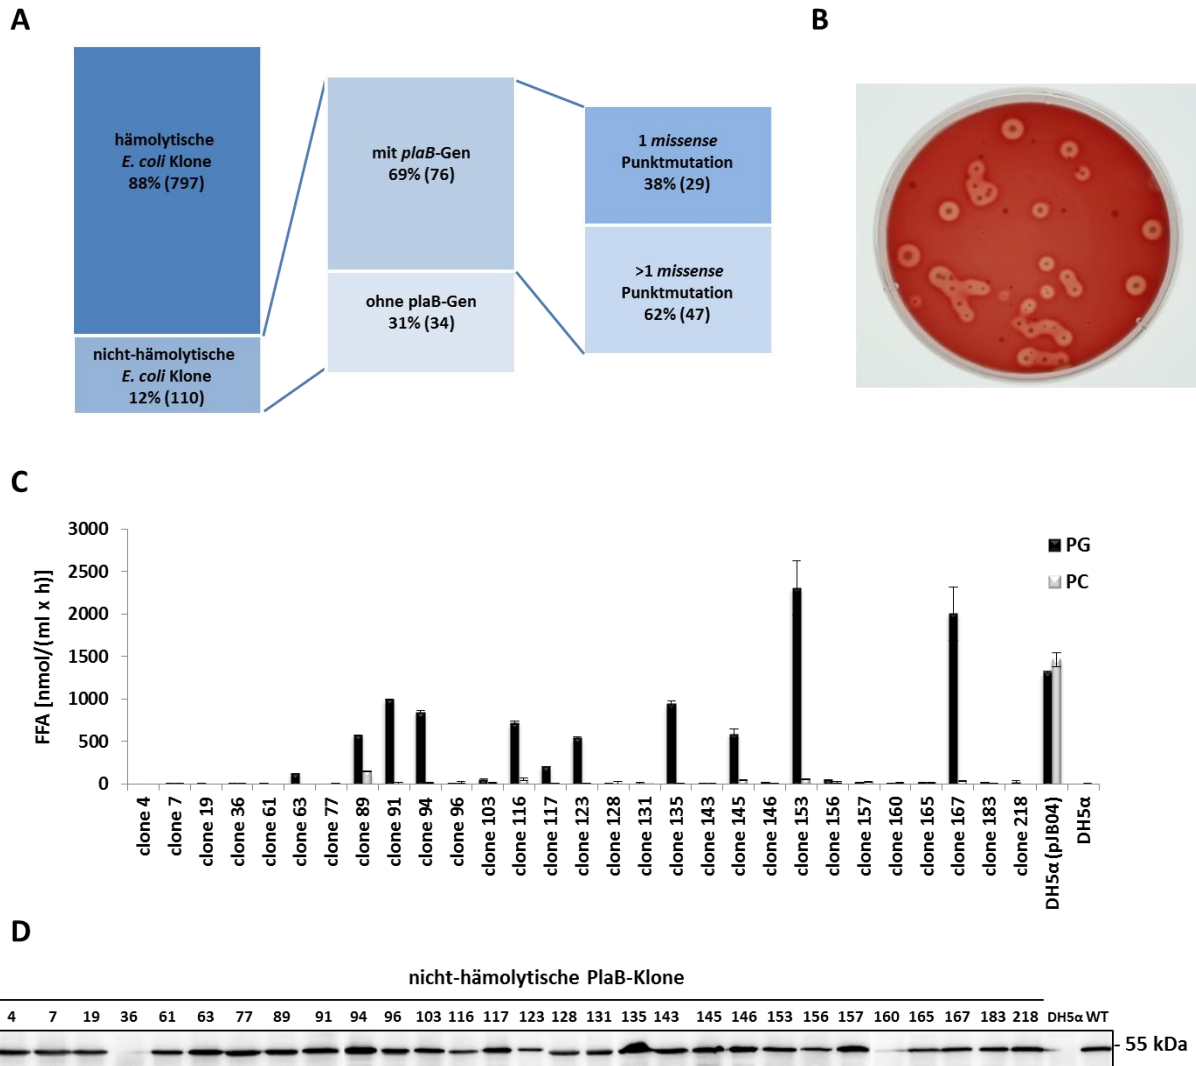 A
B
hämolytische
E. coli Klone
88% (797)
nicht-hämolytische
E. coli Klone
12% (110)
mit plaB-Gen
69% (76)
ohne plaB-Gen
31% (34)
1 missense
Punktmutation
38% (29)
>1 missense
Punktmutation
62% (47)
C
FFA [nmol/(ml x h)]
3000
2500
2000
1500
1000
500
0
PG
PC
clone 4
clone 7
clone 19
clone 36
clone 61
clone 63
clone 77
clone 89
clone 91
clone 94
clone 96
clone 103
clone 116
clone 117
clone 123
clone 128
clone 131
clone 135
clone 143
clone 145
clone 146
clone 153
clone 156
clone 157
clone 160
clone 165
clone 167
clone 183
clone 218
DH5α (pJB04)
DH5α
D
nicht-hämolytische PlaB-Klone
4 7 19 36 61 63 77 89 91 94 96 103 116 117 123 128 131 135 143 145 146 153 156 157 160 165 167 183 218 DH5α WT
- 55 kDa